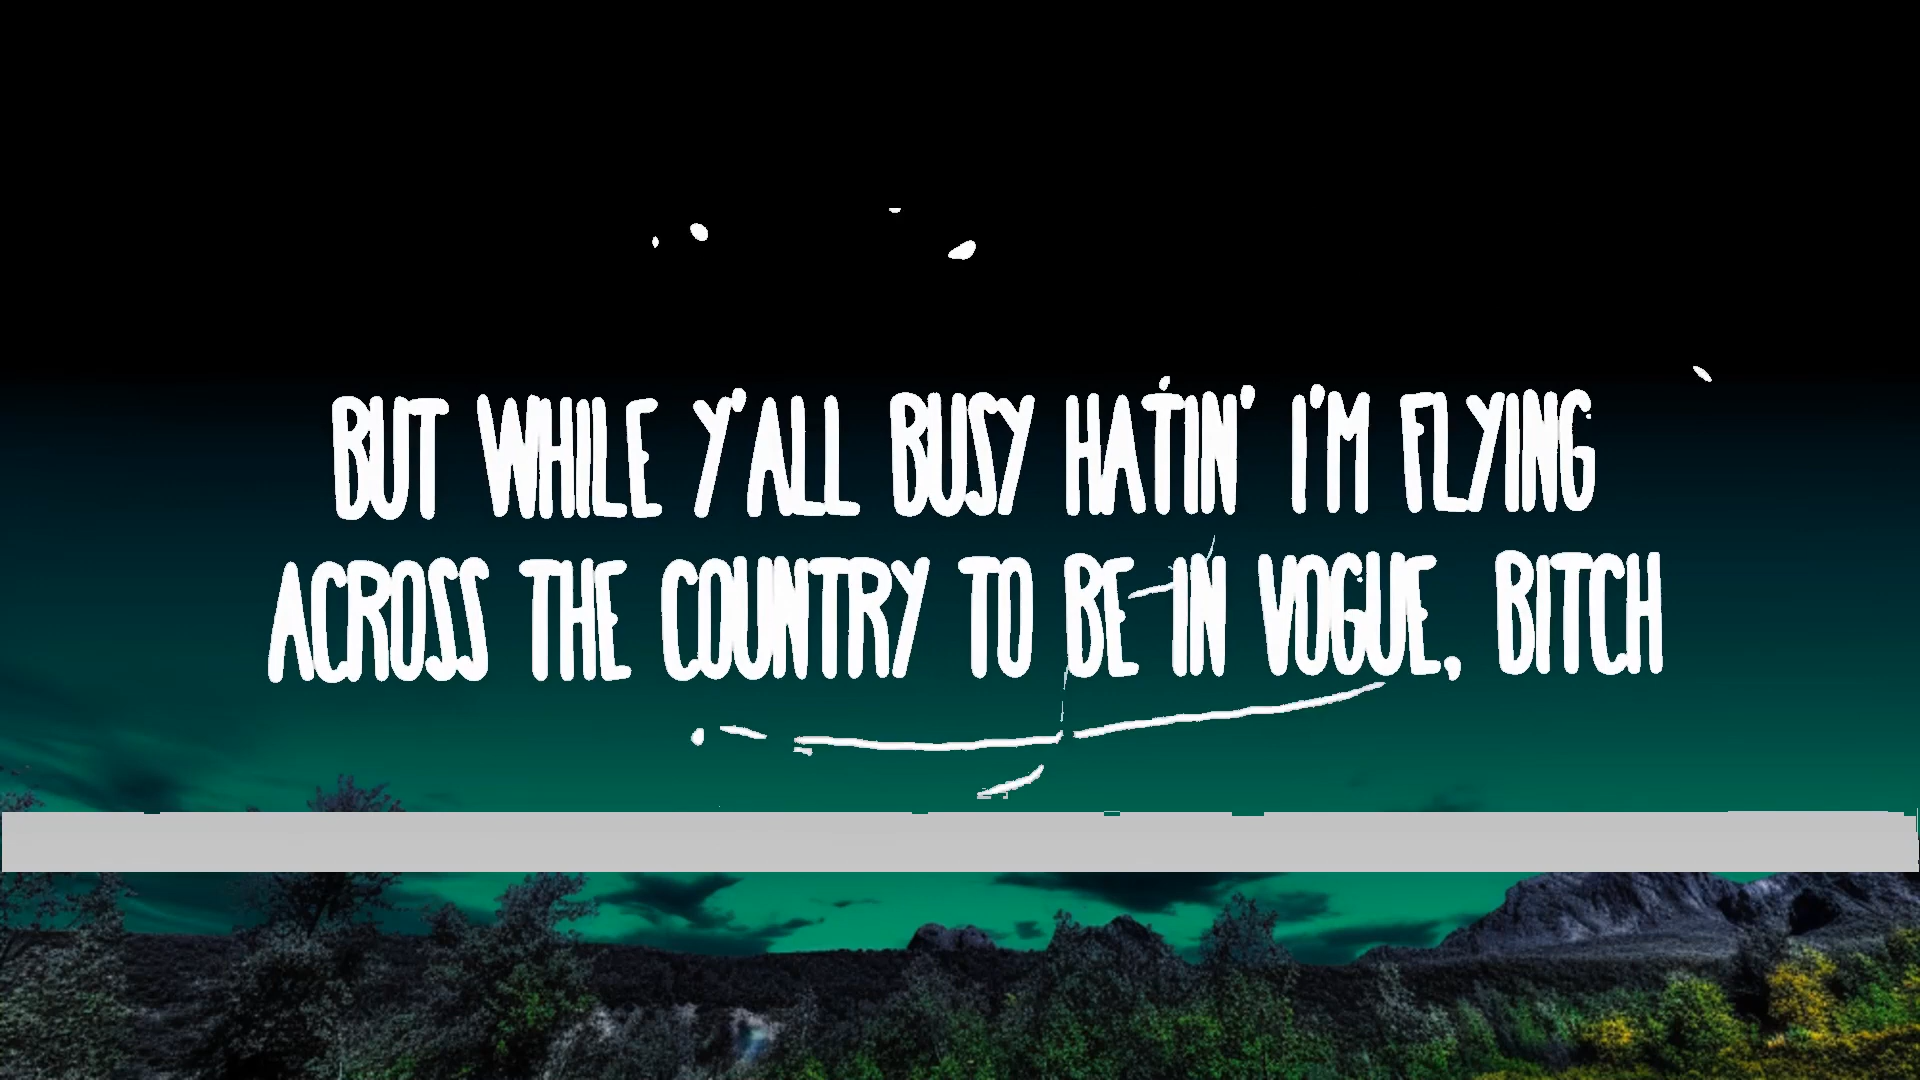 BUT WHILE Y'ALL BUSY HATIN' I'M FLYING
ACROSS THE COUNTRY TO BE IN VOGUE, BITCH